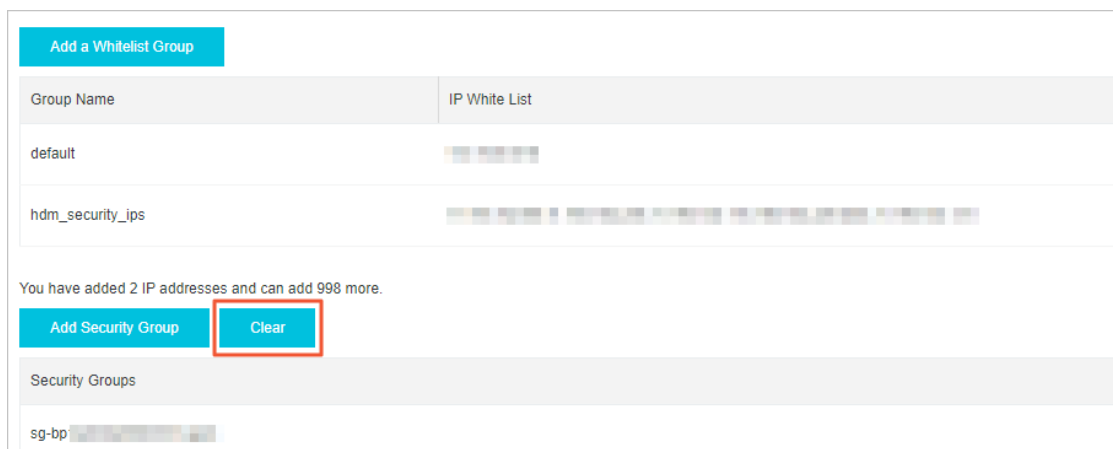 Add a Whitelist Group
Group Name IP White List
default
hdm_security_ips
You have added 2 IP addresses and can add 998 more.
Add Security Group Clear
Security Groups
sg-bp